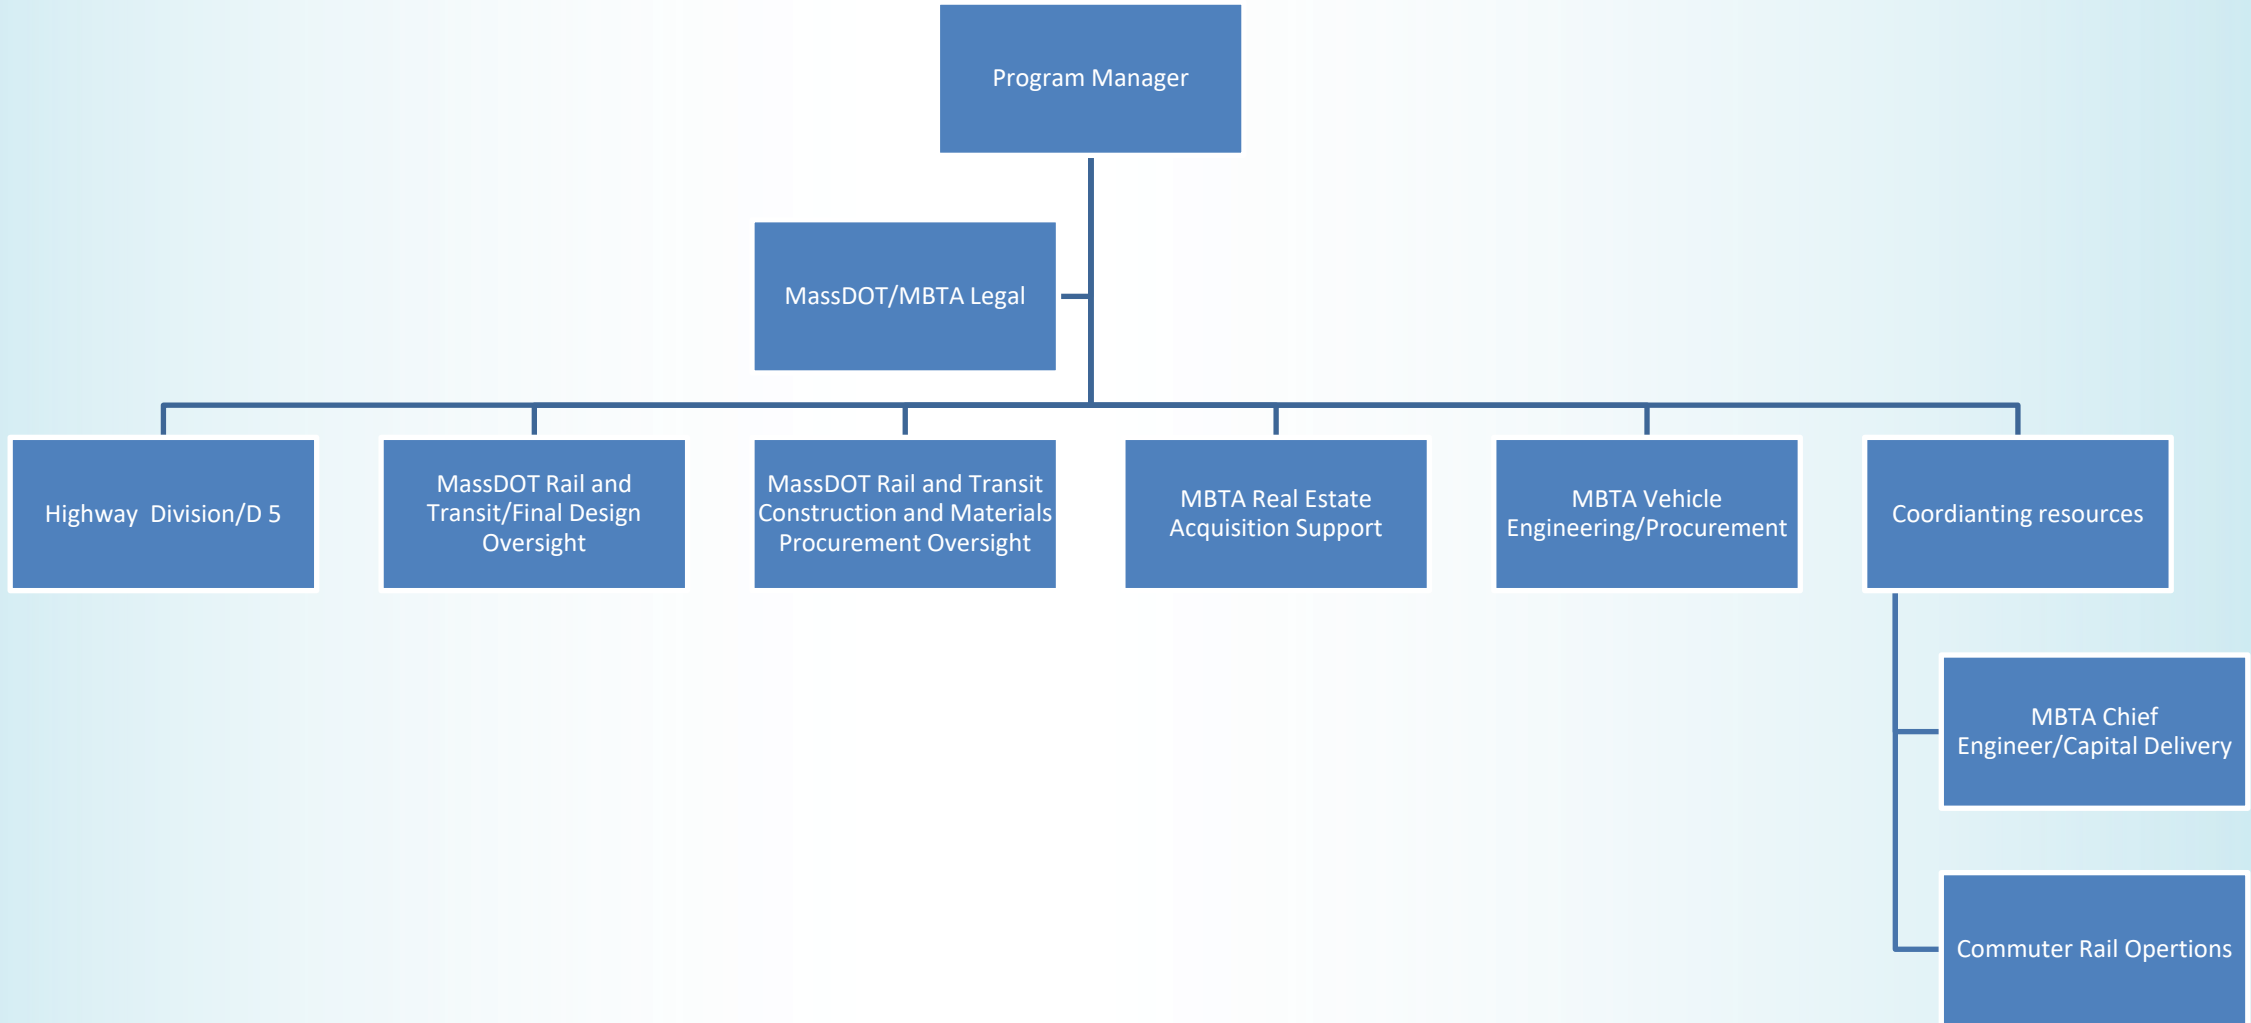 Program Manager
MassDOT/MBTA Legal
Highway  Division/D 5
MassDOT Rail and
Transit/Final Design
Oversight
MassDOT Rail and Transit
Construction and Materials
Procurement Oversight
MBTA Real Estate
Acquisition Support
MBTA Vehicle
Engineering/Procurement
Coordianting resources
MBTA Chief
Engineer/Capital Delivery
Commuter Rail Opertions